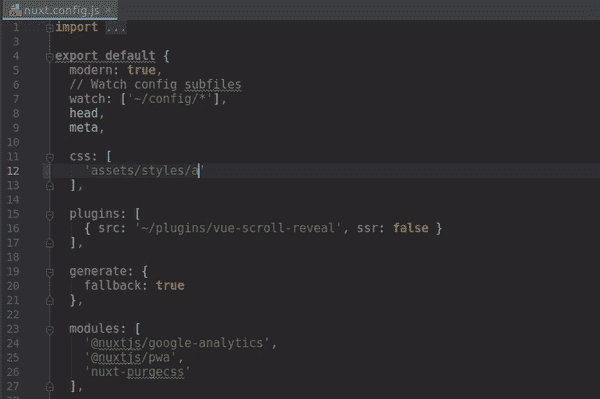 nuxt.config.js ×
1 import ...
3
4 export default {
5 modern: true,
6 // Watch config subfiles
7 watch: ['~/config/*'],
8 head,
9 meta,
10
11 css: [
12 'assets/styles/a'
13 ],
14
15 plugins: [
16 { src: '~/plugins/vue-scroll-reveal', ssr: false }
17 ],
18
19 generate: {
20 fallback: true
21 },
22
23 modules: [
24 '@nuxtjs/google-analytics',
25 '@nuxtjs/pwa',
26 'nuxt-purgecss'
27 ],